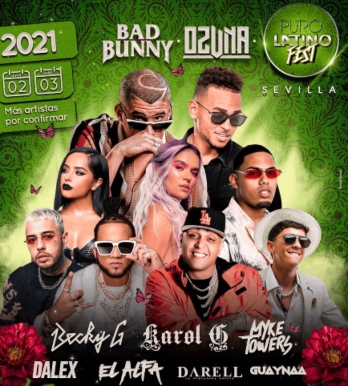 2021
02 03
Más artistas
por confirmar
BAD
BUNNY
OZUNA
PURO
LATINO
FEST
SEVILLA
Becky G
Karol G
MYKE
TOWERS
DALEX
EL ALFA
DARELL
GUAYNAA